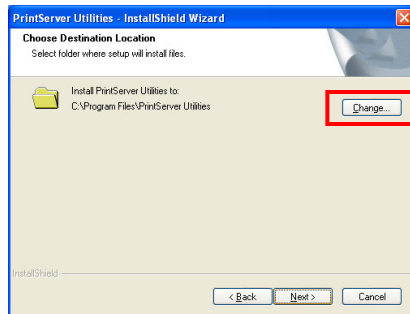 PrintServer Utilities - InstallShield Wizard
Choose Destination Location
Select folder where setup will install files.
Install PrintServer Utilities to:
C:\Program Files\PrintServer Utilities
Change...
InstallShield
< Back Next > Cancel